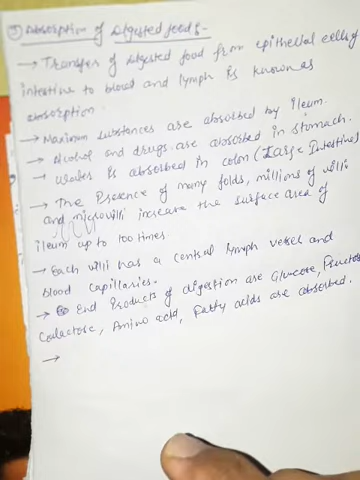 Absorption of Digested food :-
→ Transfer of digested food from epithelial cells of
intestine to blood and lymph is known as
absorption.
→ Maximum substances are absorbed by ileum.
→ Alcohol and drugs are absorbed in stomach.
→ Water is absorbed in colon (Large Intestine)
→ The Presence of many folds, millions of villi
and microvilli increase the surface area of
ileum up to 600 times.
→ Each villi has a central lymph vessel and
blood capillaries.
→ End Products of digestion are Glucose, Fructose
Galactose, Amino acid, Fatty acids are absorbed.
→